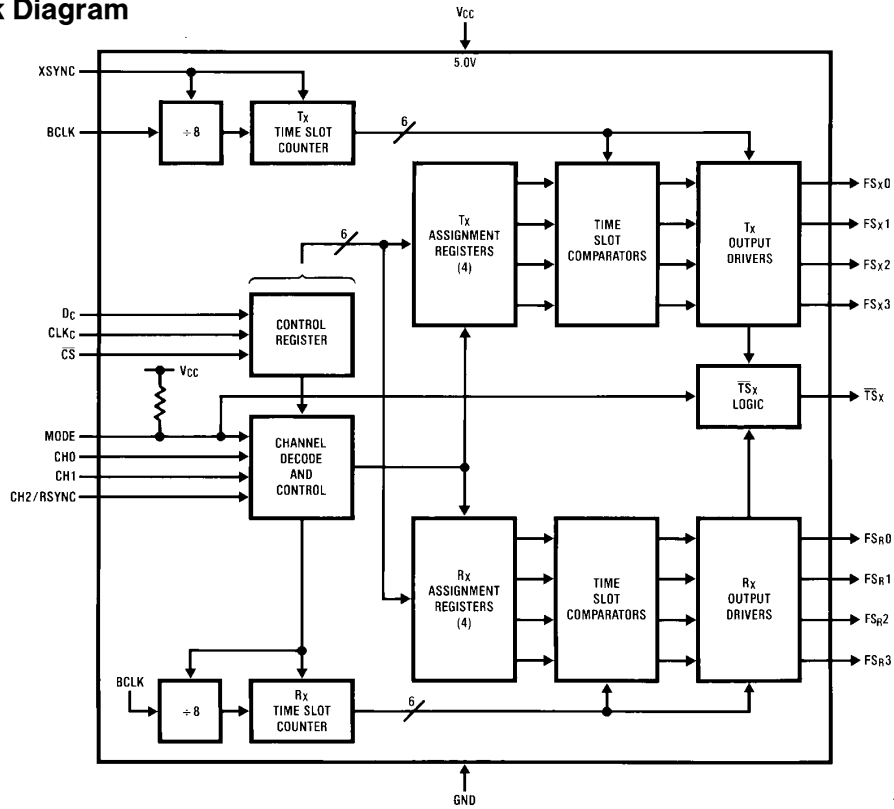 k Diagram
VCC
5.0V
XSYNC
BCLK
÷8
TX
TIME SLOT
COUNTER
6
TX
ASSIGNMENT
REGISTERS
(4)
TIME
SLOT
COMPARATORS
TX
OUTPUT
DRIVERS
FSX0
FSX1
FSX2
FSX3
6
DC
CLKC
CS
CONTROL
REGISTER
VCC
TSX
LOGIC
TSX
MODE
CH0
CH1
CH2/RSYNC
CHANNEL
DECODE
AND
CONTROL
RX
ASSIGNMENT
REGISTERS
(4)
TIME
SLOT
COMPARATORS
RX
OUTPUT
DRIVERS
FSR0
FSR1
FSR2
FSR3
BCLK
÷8
RX
TIME SLOT
COUNTER
6
GND